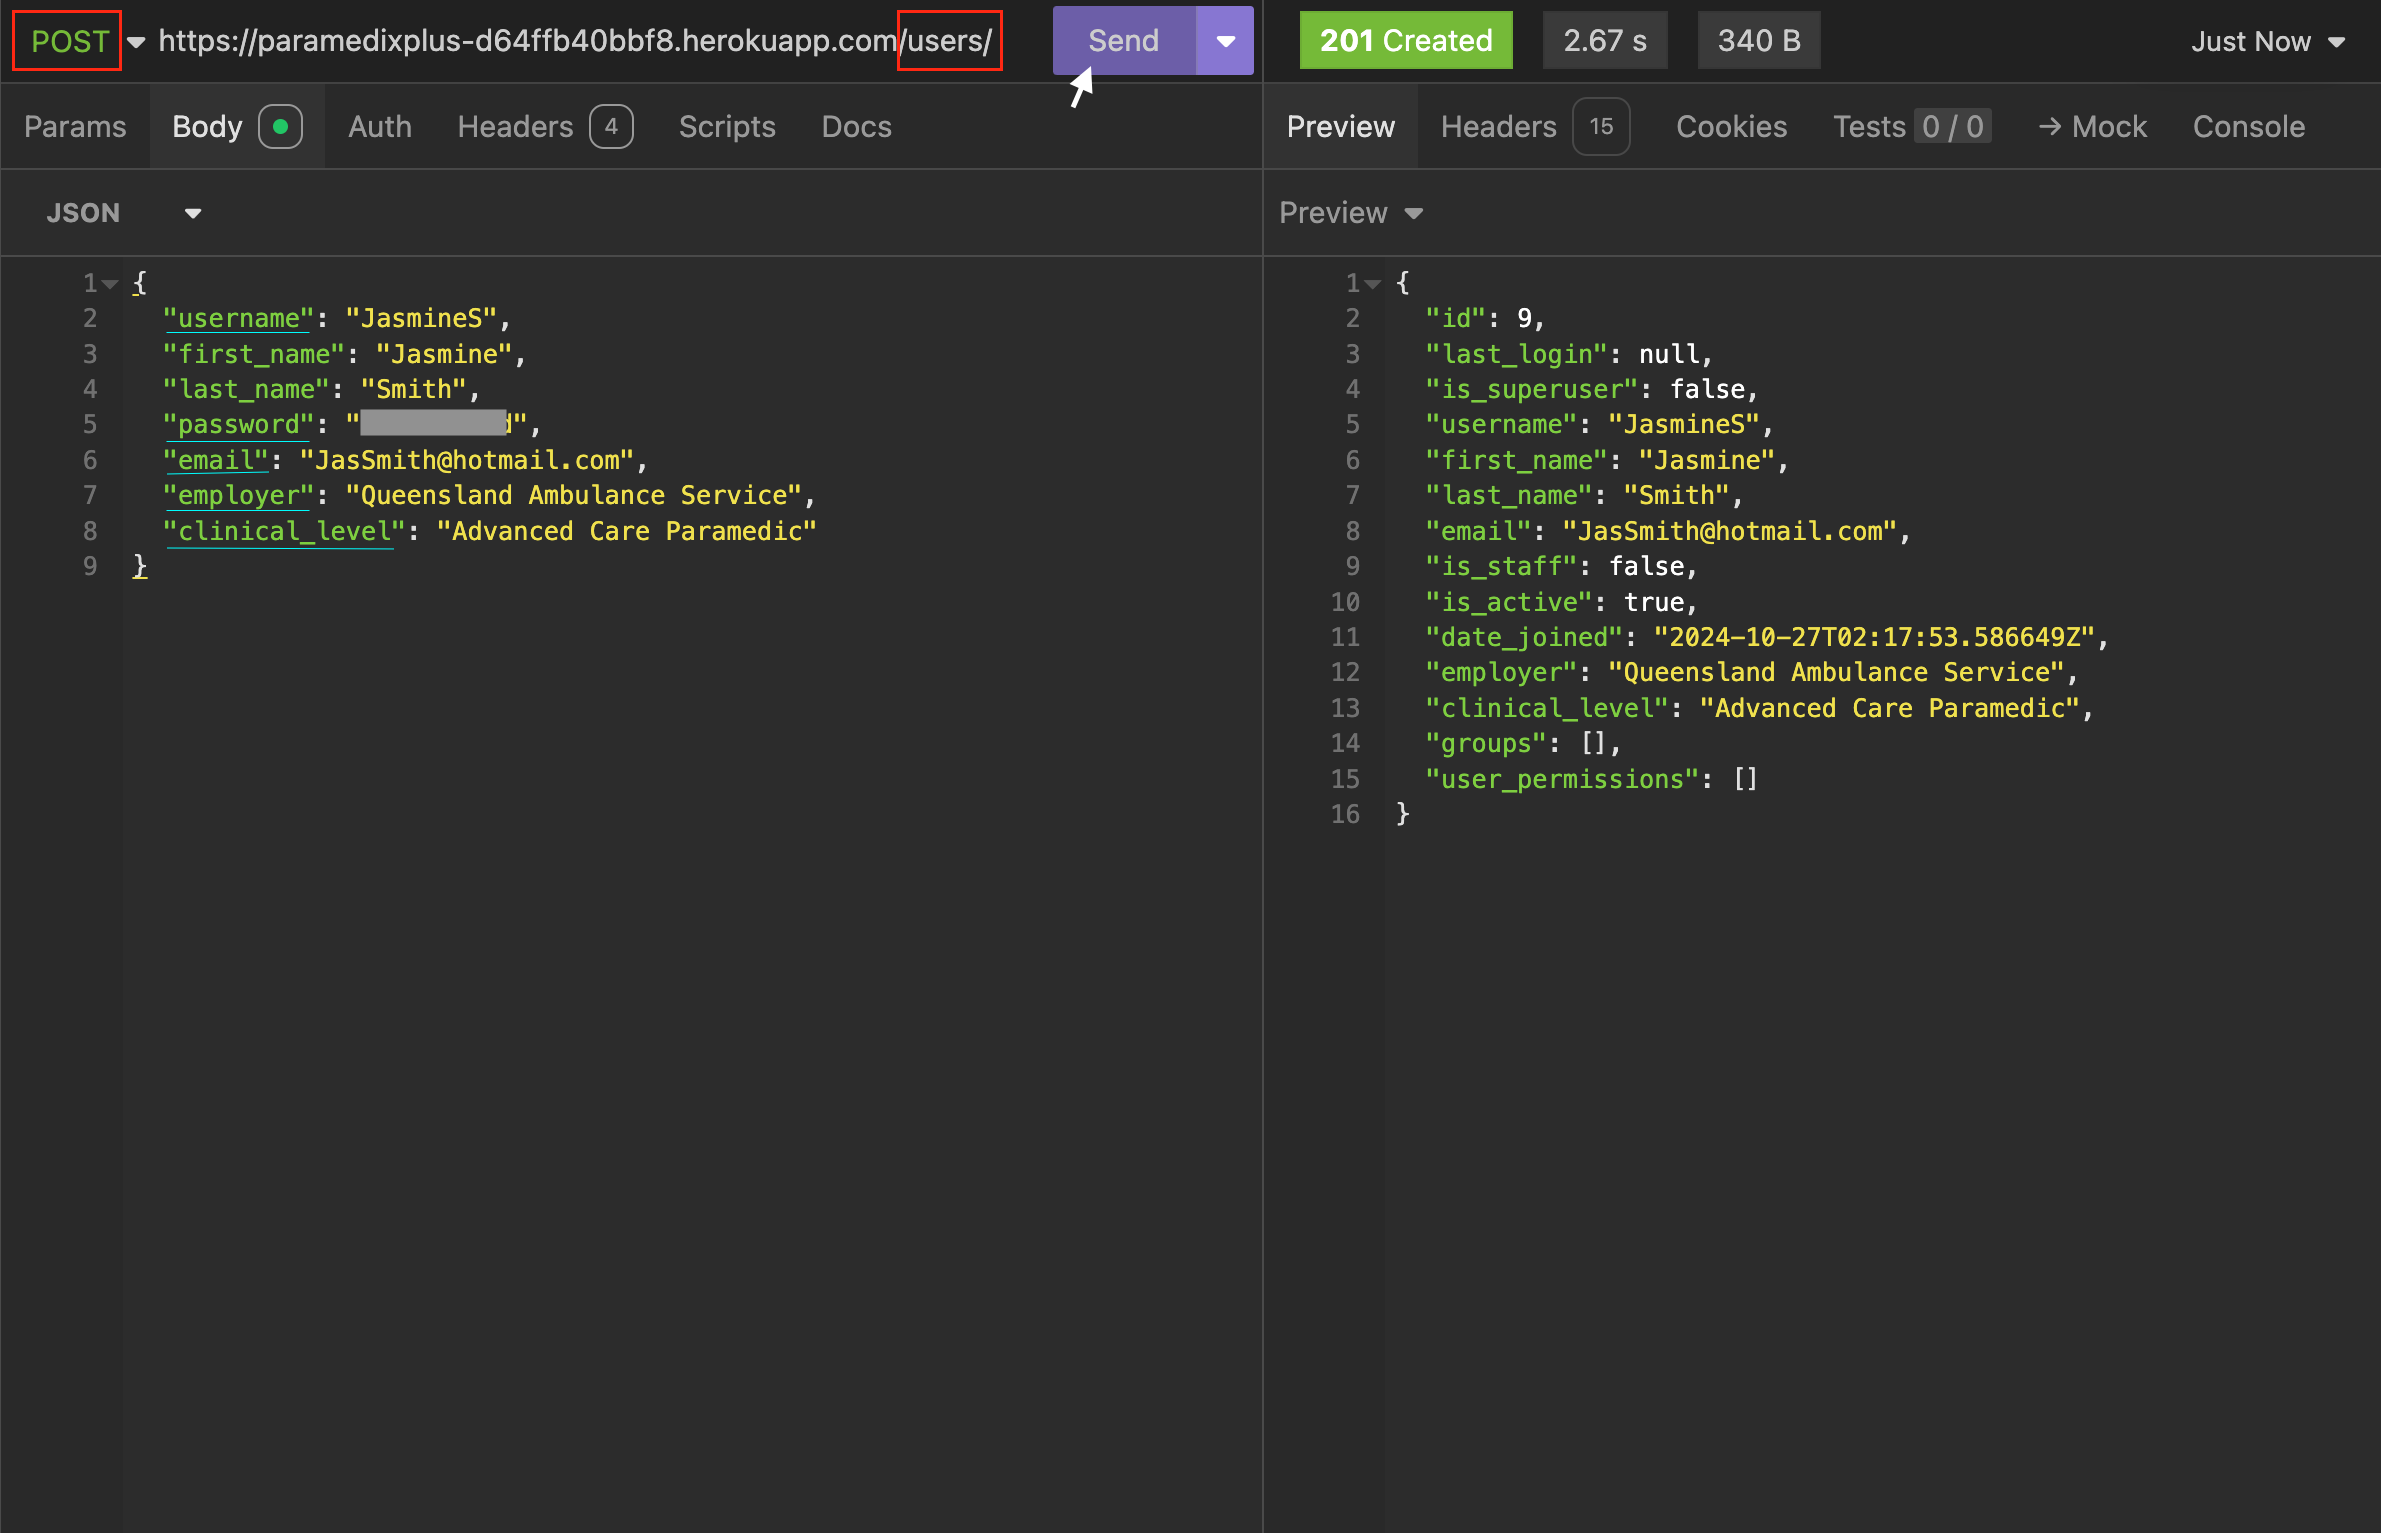 POST https://paramedixplus-d64ffb40bbf8.herokuapp.com/users/ Send
201 Created 2.67 s 340 B Just Now
Params Body Auth Headers 4 Scripts Docs
Preview Headers 15 Cookies Tests 0 / 0 → Mock Console
JSON
Preview
1 {
2 "username": "JasmineS",
3 "first_name": "Jasmine",
4 "last_name": "Smith",
5 "password": "d",
6 "email": "JasSmith@hotmail.com",
7 "employer": "Queensland Ambulance Service",
8 "clinical_level": "Advanced Care Paramedic"
9 }
1 {
2 "id": 9,
3 "last_login": null,
4 "is_superuser": false,
5 "username": "JasmineS",
6 "first_name": "Jasmine",
7 "last_name": "Smith",
8 "email": "JasSmith@hotmail.com",
9 "is_staff": false,
10 "is_active": true,
11 "date_joined": "2024-10-27T02:17:53.586649Z",
12 "employer": "Queensland Ambulance Service",
13 "clinical_level": "Advanced Care Paramedic",
14 "groups": [],
15 "user_permissions": []
16 }